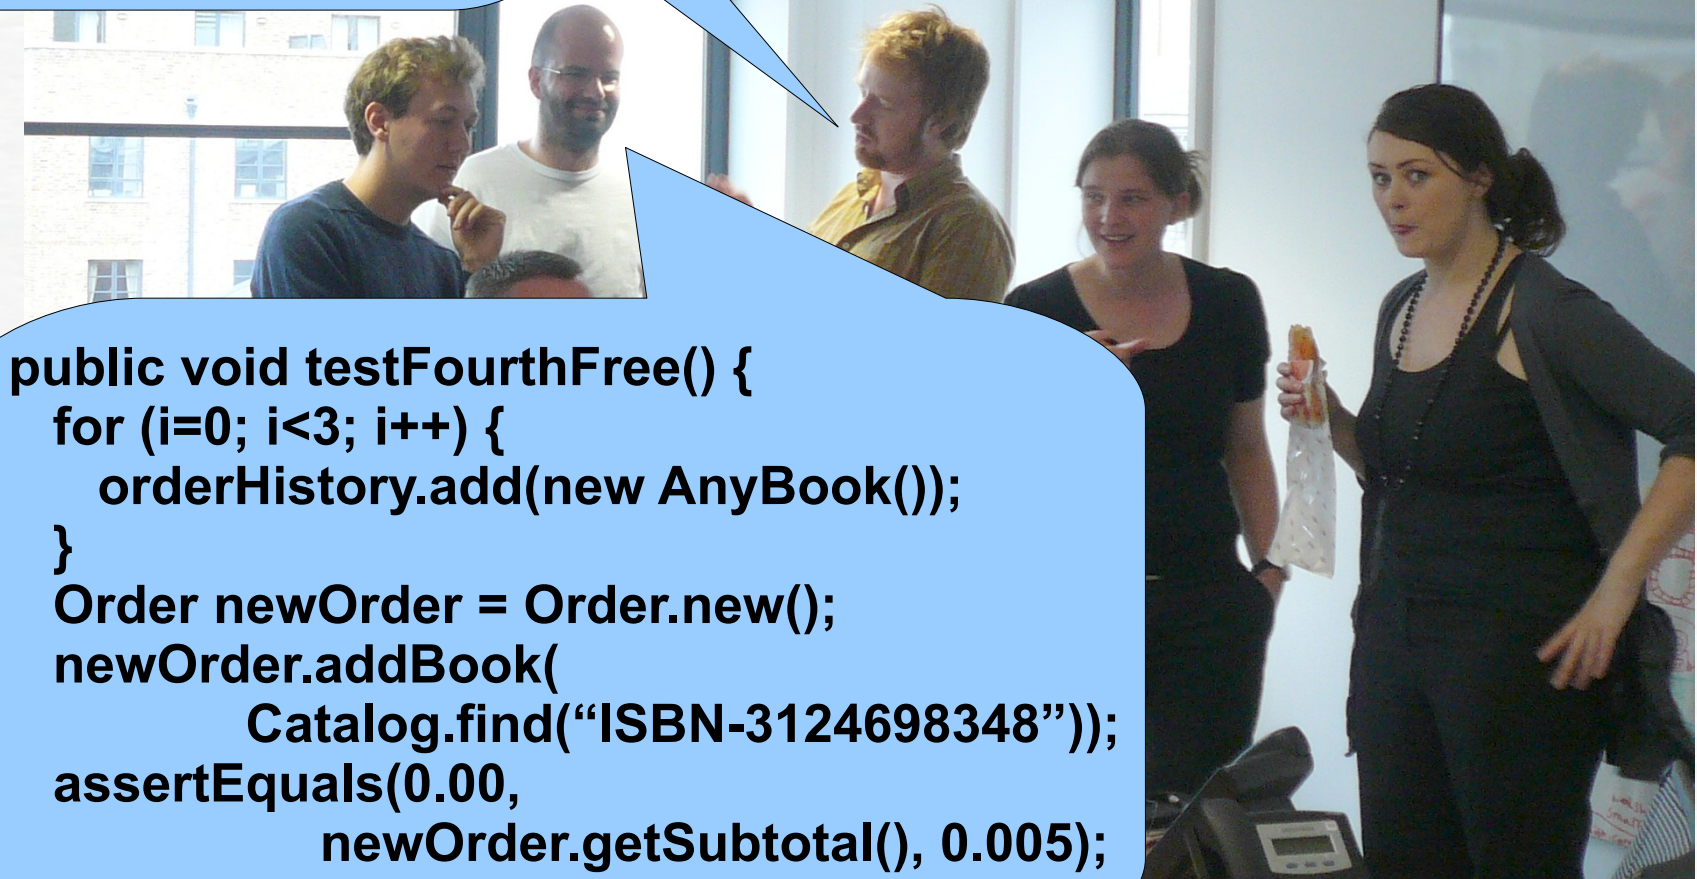 public void testFourthFree() {
for (i=0; i<3; i++) {
orderHistory.add(new AnyBook());
}
Order newOrder = Order.new();
newOrder.addBook(
Catalog.find(“ISBN-3124698348”));
assertEquals(0.00,
newOrder.getSubtotal(), 0.005);